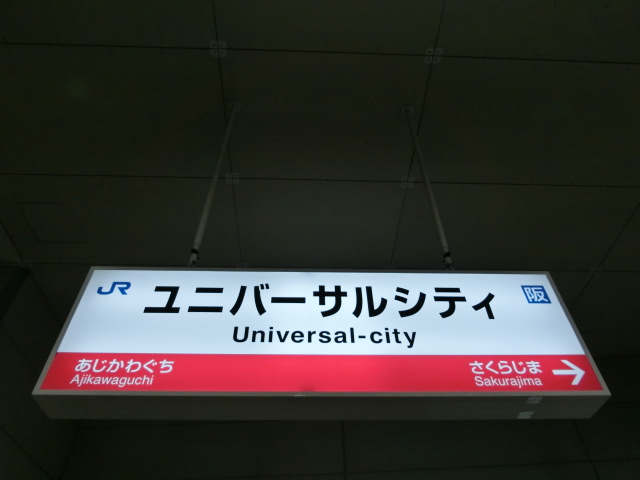 JR ユニバーサルシティ 阪
Universal-city
あじかわぐち さくらじま →
Ajikawaguchi Sakurajima